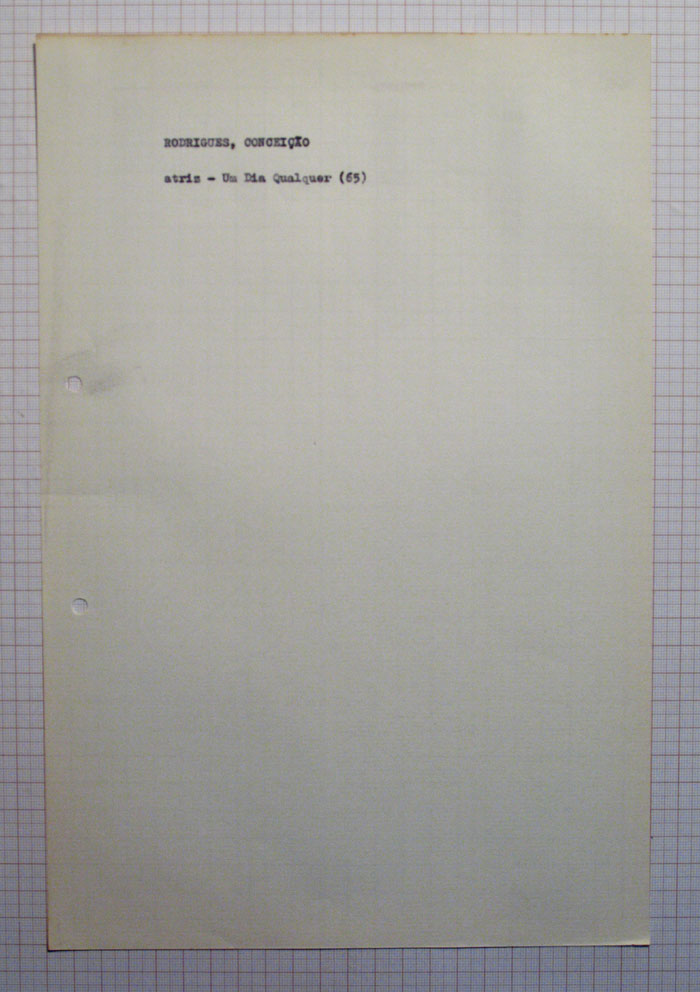 RODRIGUES, CONCEIÇÃO
atriz - Um Dia Qualquer (65)